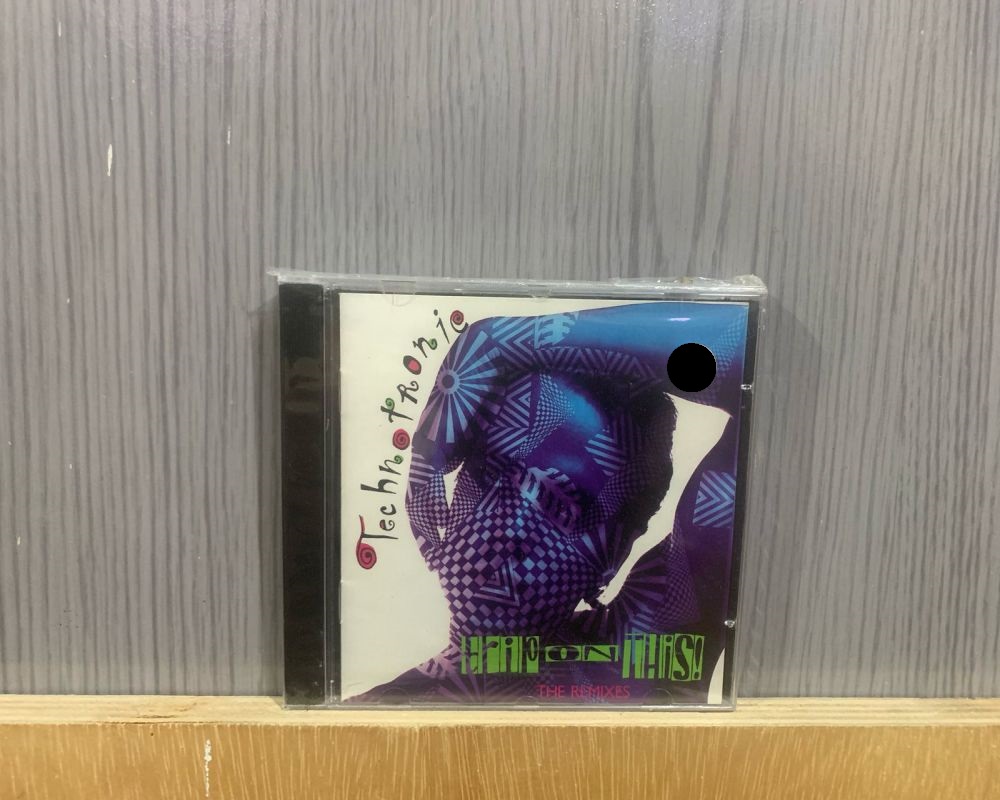 Technotronic
trip on THiS!
THE REMIXES